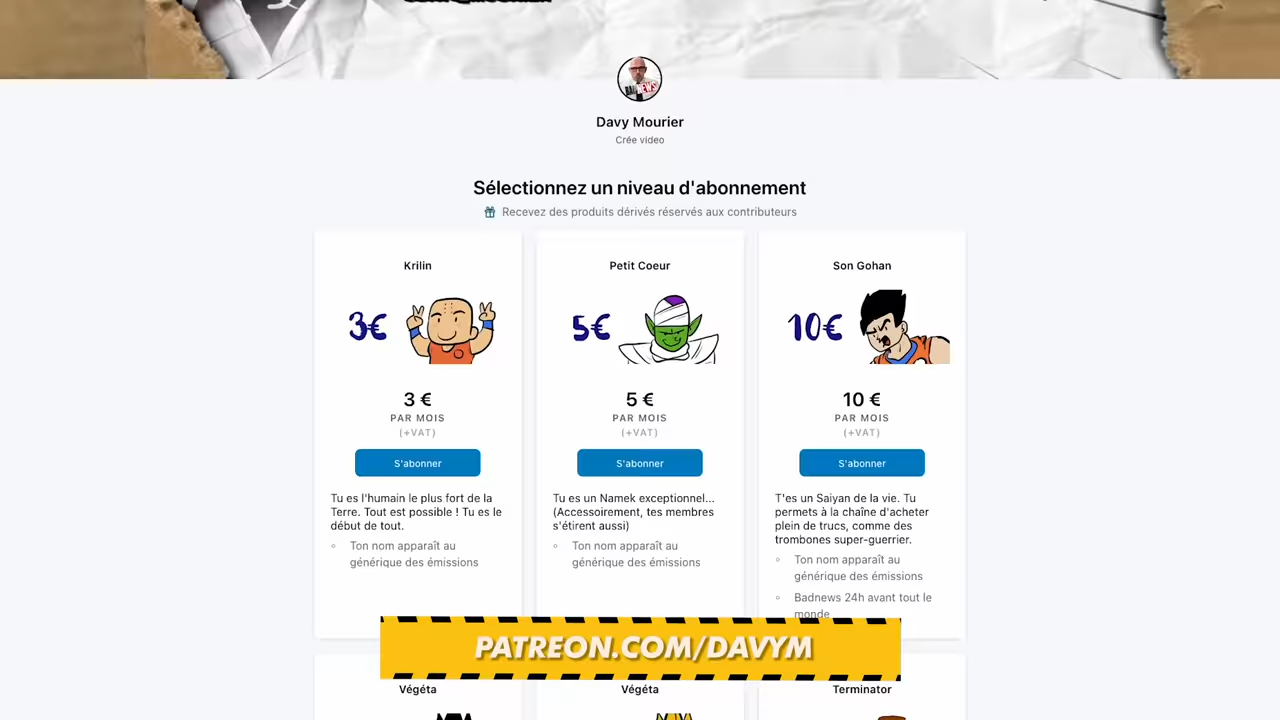 NEWS
Davy Mourier
Crée video
Sélectionnez un niveau d'abonnement
Recevez des produits dérivés réservés aux contributeurs
Krilin
Petit Coeur
Son Gohan
3€
5€
10€
3 €
PAR MOIS
(+VAT)
S'abonner
5 €
PAR MOIS
(+VAT)
S'abonner
10 €
PAR MOIS
(+VAT)
S'abonner
Tu es l'humain le plus fort de la
Terre. Tout est possible ! Tu es le
début de tout.
Ton nom apparaît au
générique des émissions
Tu es un Namek exceptionnel...
(Accessoirement, tes membres
s'étirent aussi)
Ton nom apparaît au
générique des émissions
T'es un Saiyan de la vie. Tu
permets à la chaîne d'acheter
plein de trucs, comme des
trombones super-guerrier.
Ton nom apparaît au
générique des émissions
Badnews 24h avant tout le
monde
PATREON.COM/DAVYM
Végéta
Végéta
Terminator